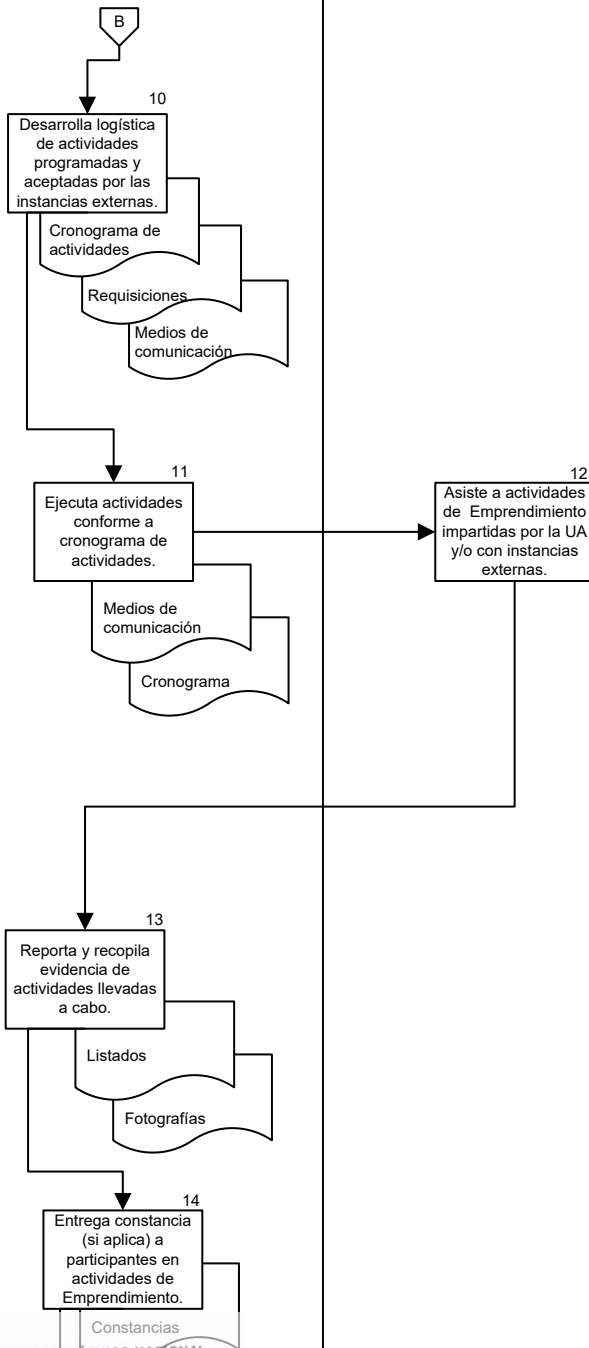 B
10
Desarrolla logística
de actividades
programadas y
aceptadas por las
instancias externas.
Cronograma de
actividades
Requisiciones
Medios de
comunicación
11
Ejecuta actividades
conforme a
cronograma de
actividades.
12
Asiste a actividades
de Emprendimiento
impartidas por la UA
y/o con instancias
externas.
Medios de
comunicación
Cronograma
13
Reporta y recopila
evidencia de
actividades llevadas
a cabo.
Listados
Fotografías
14
Entrega constancia
(si aplica) a
participantes en
actividades de
Emprendimiento.
Constancias